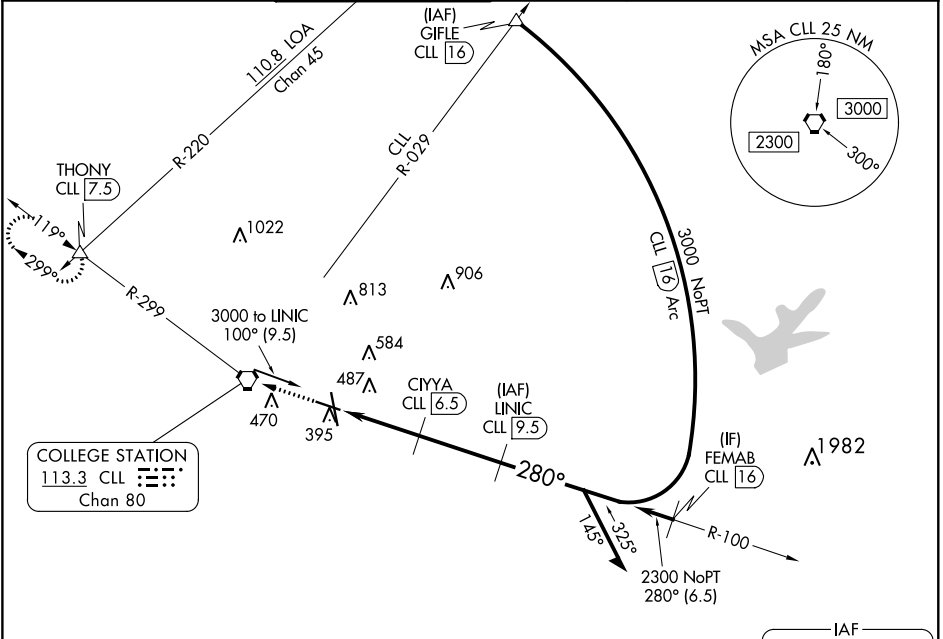 (IAF)
GIFLE
CLL 16
MSA CLL 25 NM
180°
3000
2300
300°
110.8 LOA
Chan 45
R-220
CLL
R-029
THONY
CLL 7.5
119°
299°
1022
R-299
813
906
3000 NoPT
CLL 16 Arc
3000 to LINIC
100° (9.5)
584
487
CIYYA
CLL 6.5
(IAF)
LINIC
CLL 9.5
470
395
280°
(IF)
FEMAB
CLL 16
1982
COLLEGE STATION
113.3 CLL
Chan 80
145°
325°
R-100
2300 NoPT
280° (6.5)
IAF